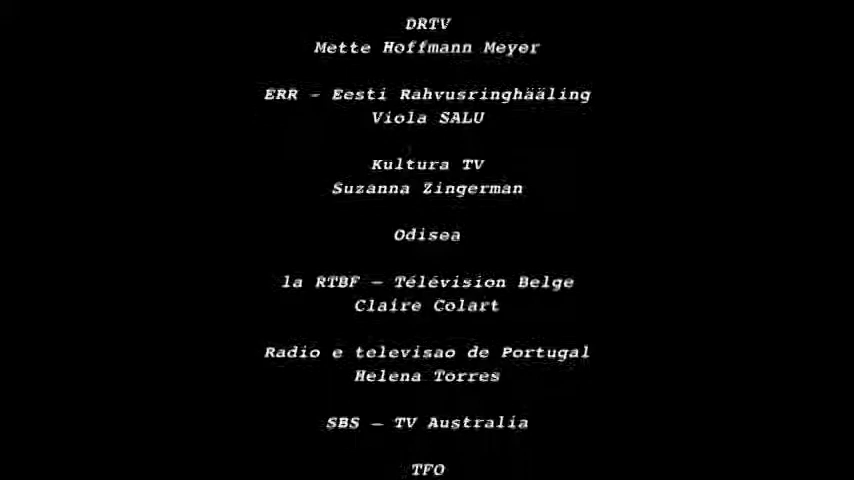 DRTV
Mette Hoffmann Meyer
ERR – Eesti Rahvusringhääling
Viola SALU
Kultura TV
Suzanna Zingerman
Odisea
la RTBF – Télévision Belge
Claire Colart
Radio e televisao de Portugal
Helena Torres
SBS – TV Australia
TFO